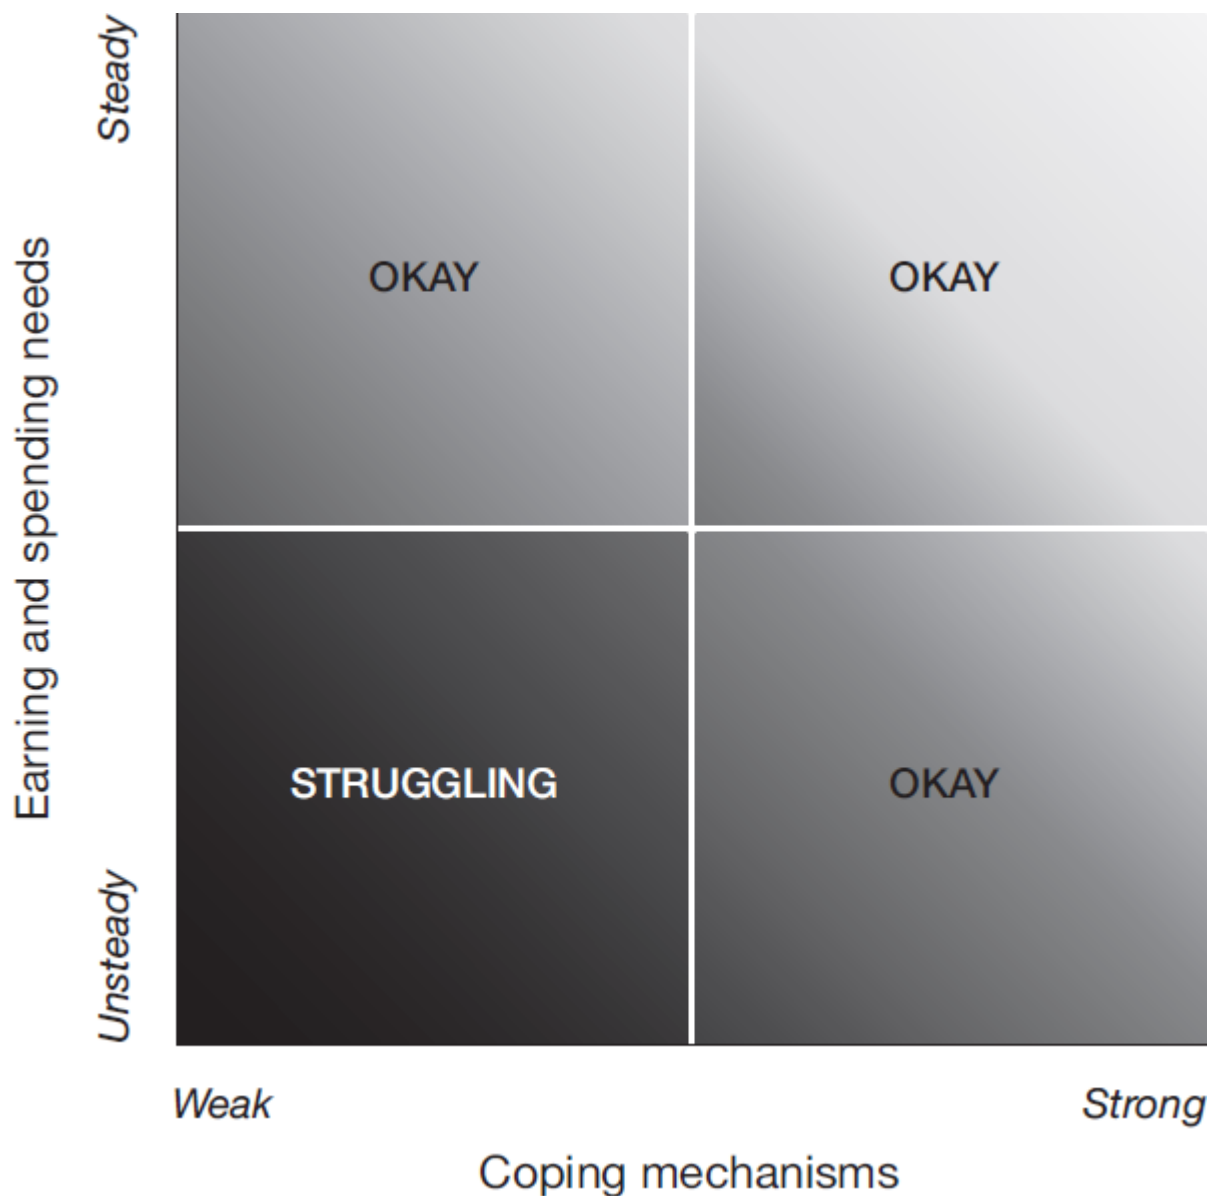 Steady
Earning and spending needs
Unsteady
OKAY
OKAY
STRUGGLING
OKAY
Weak
Strong
Coping mechanisms